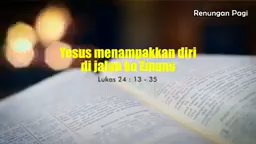 Renungan Pagi
Yesus menampakkan diri
di jalan ke Emaus
Lukas 24 : 13 - 35